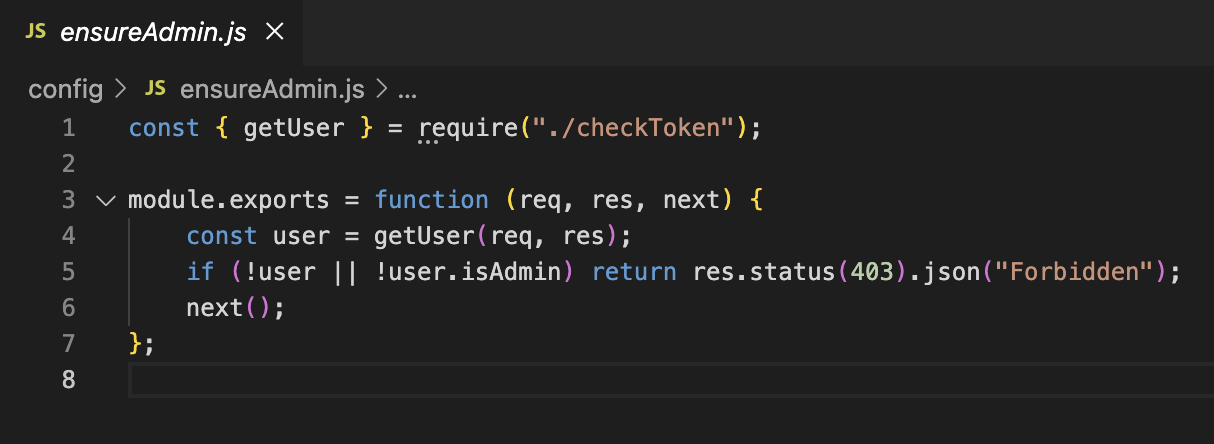 JS ensureAdmin.js ×
config > JS ensureAdmin.js > ...
1 const { getUser } = require("./checkToken");
2
3 module.exports = function (req, res, next) {
4     const user = getUser(req, res);
5     if (!user || !user.isAdmin) return res.status(403).json("Forbidden");
6     next();
7 };
8